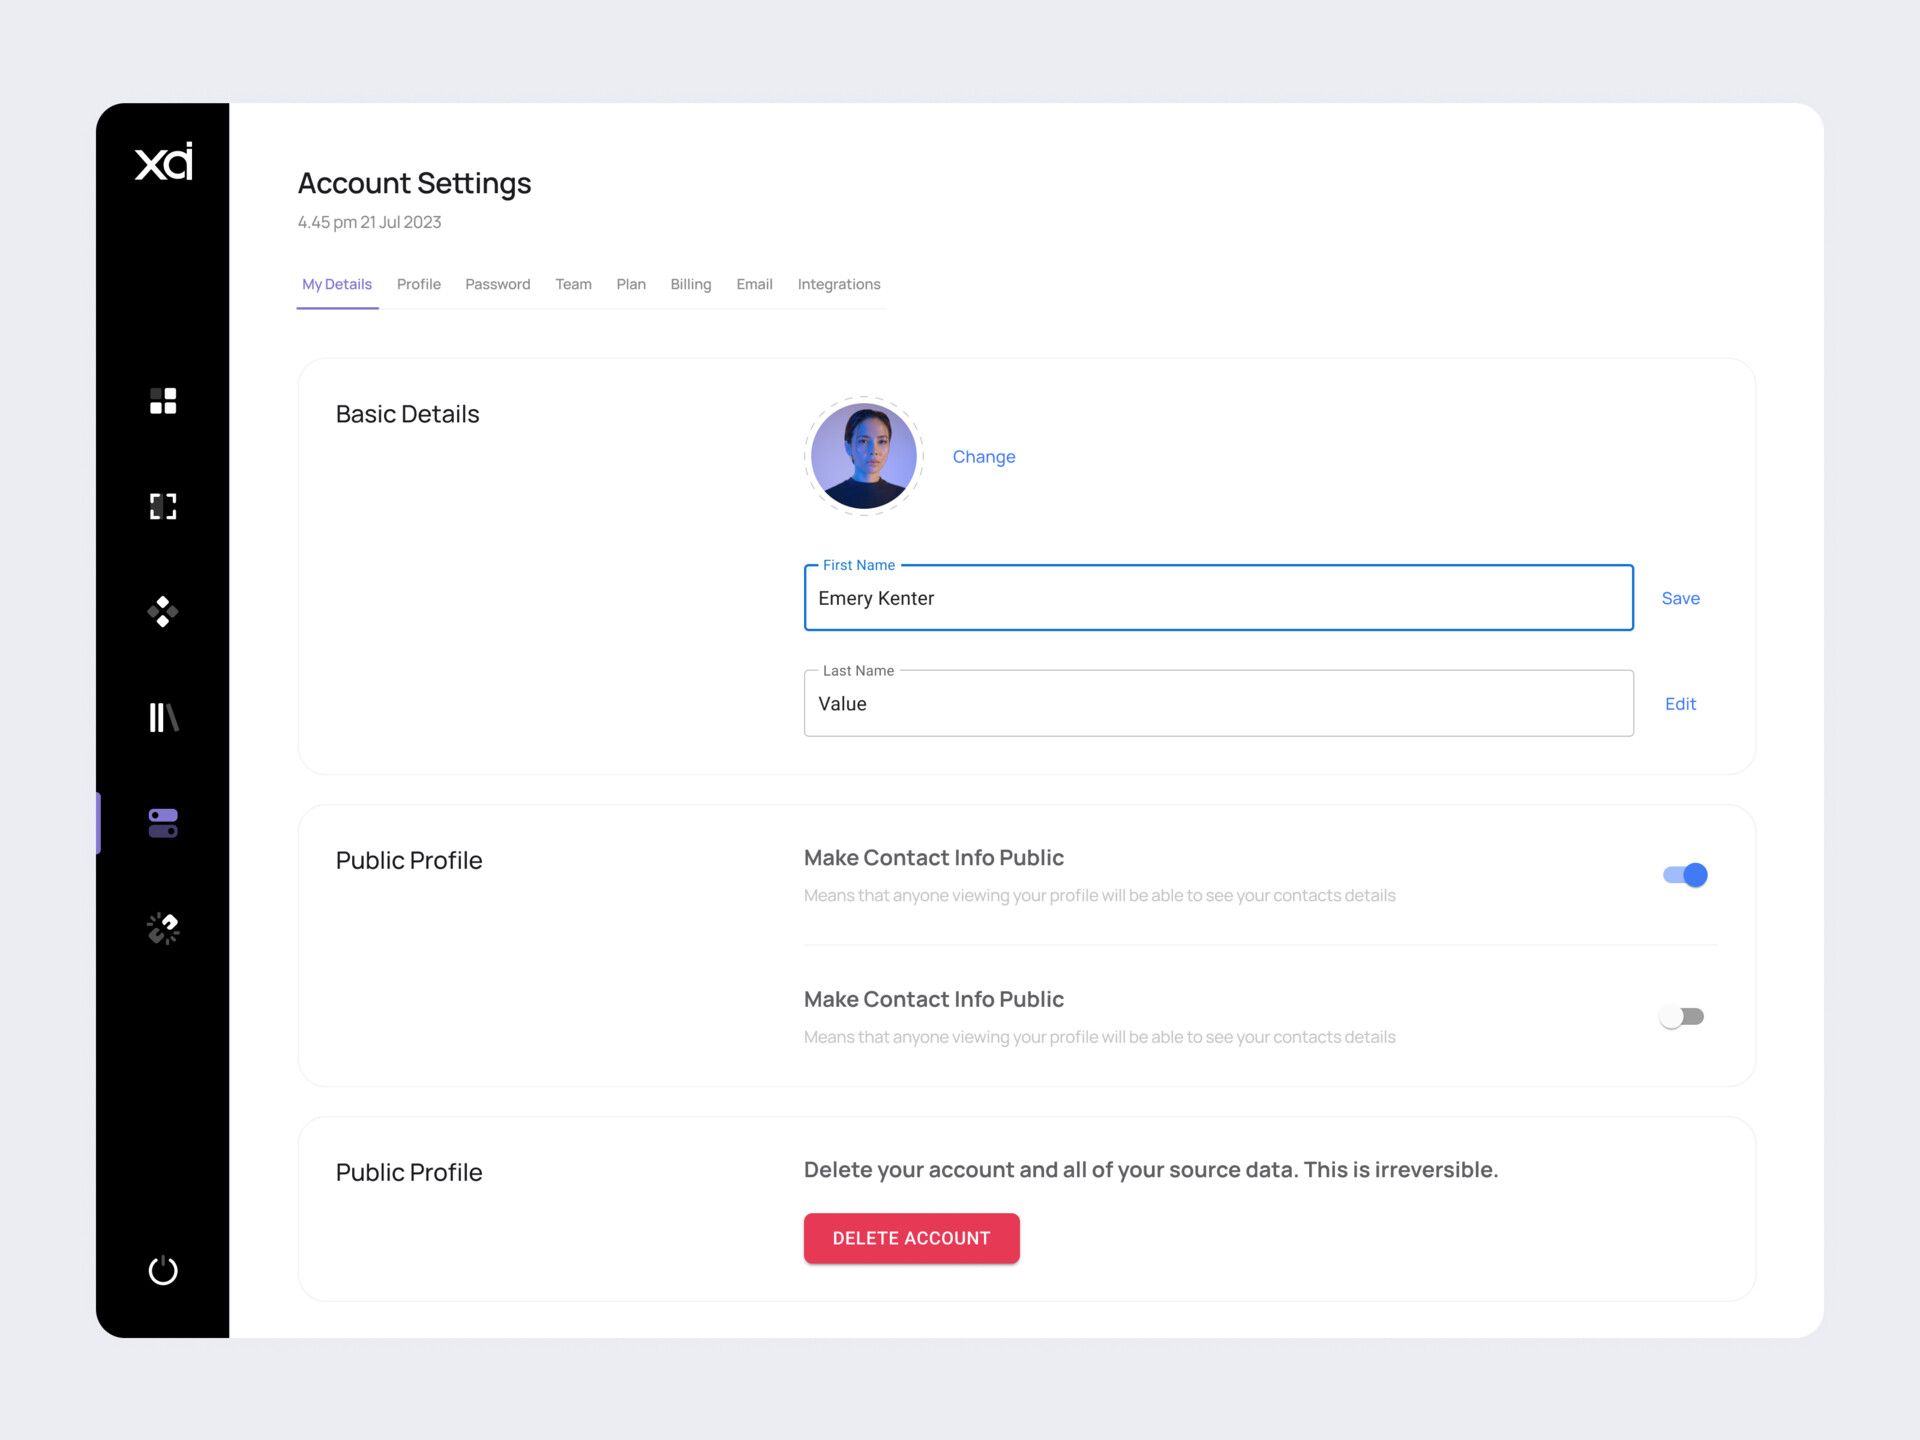 xai
Account Settings
4.45 pm 21 Jul 2023
My Details Profile Password Team Plan Billing Email Integrations
Basic Details
Change
First Name
Emery Kenter
Save
Last Name
Value
Edit
Public Profile
Make Contact Info Public
Means that anyone viewing your profile will be able to see your contacts details
Make Contact Info Public
Means that anyone viewing your profile will be able to see your contacts details
Public Profile
Delete your account and all of your source data. This is irreversible.
DELETE ACCOUNT